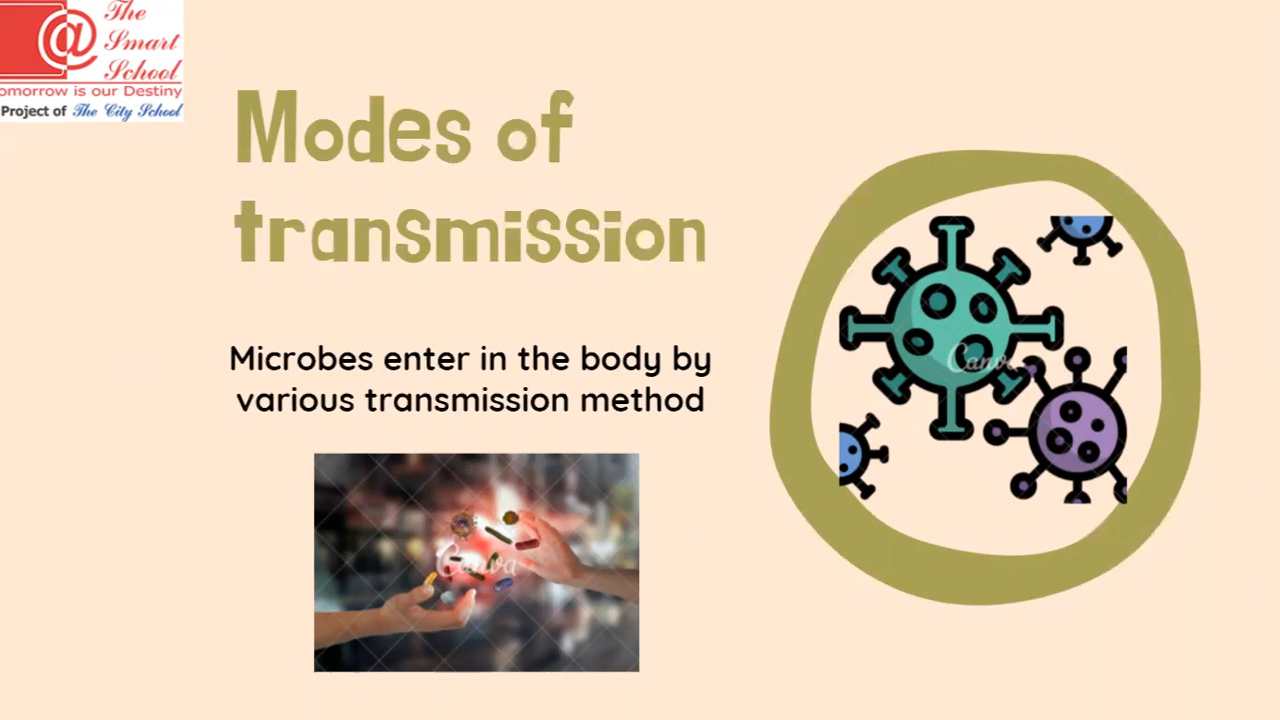 The
Smart
School
@
omorrow is our Destiny
Project of The City School
Modes of
transmission
Microbes enter in the body by
various transmission method
Canva
Canva